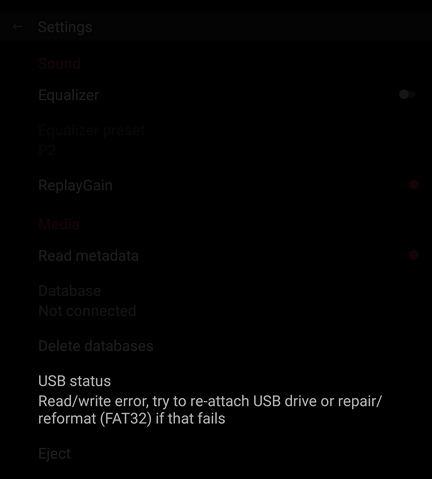 Settings
Sound
Equalizer
Equalizer preset
P2
ReplayGain
Media
Read metadata
Database
Not connected
Delete databases
USB status
Read/write error, try to re-attach USB drive or repair/
reformat (FAT32) if that fails
Eject